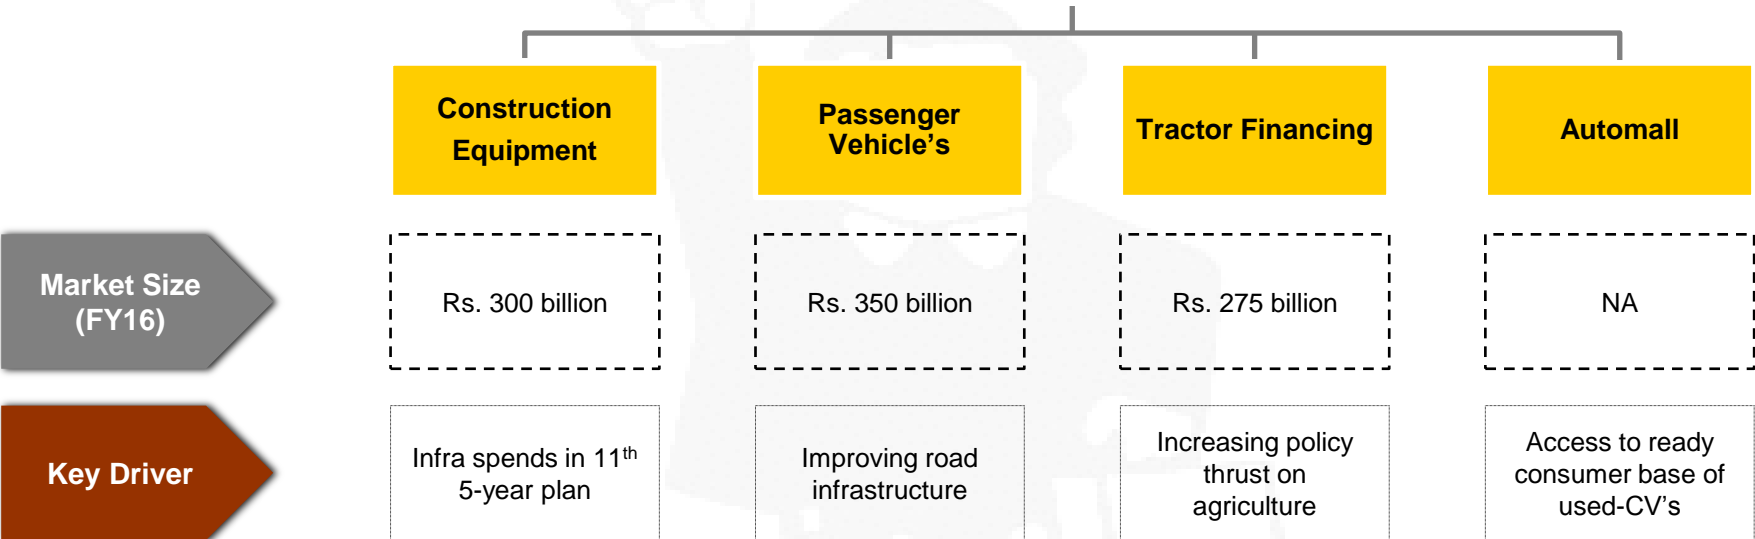 Construction
Equipment
Passenger
Vehicle’s
Tractor Financing
Automall
Market Size
(FY16)
Rs. 300 billion
Rs. 350 billion
Rs. 275 billion
NA
Key Driver
Infra spends in 11th
5-year plan
Improving road
infrastructure
Increasing policy
thrust on
agriculture
Access to ready
consumer base of
used-CV’s